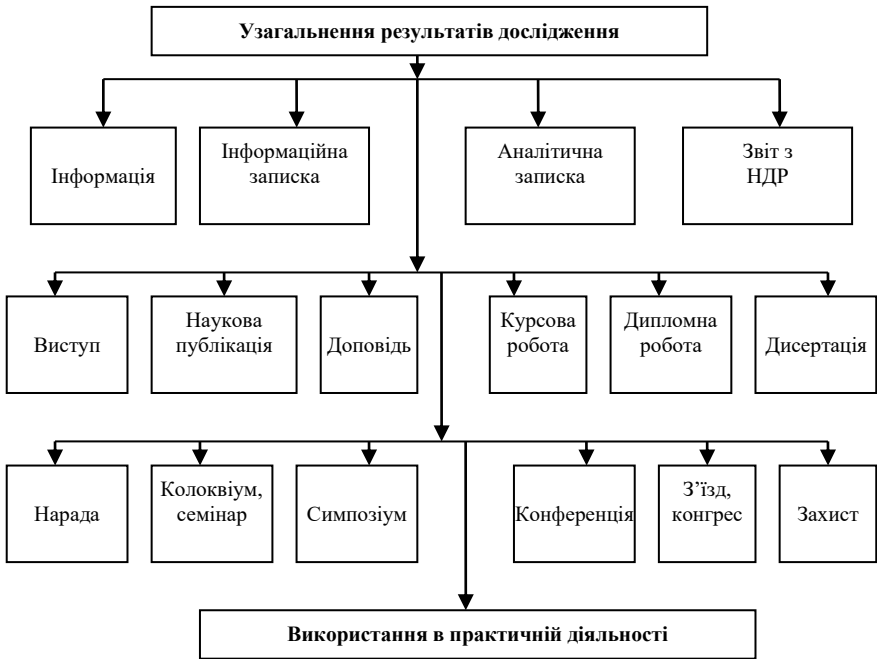 Узагальнення результатів дослідження
Інформація
Інформаційна
записка
Аналітична
записка
Звіт з
НДР
Виступ
Наукова
публікація
Доповідь
Курсова
робота
Дипломна
робота
Дисертація
Нарада
Колоквіум,
семінар
Симпозіум
Конференція
З’їзд,
конгрес
Захист
Використання в практичній діяльності